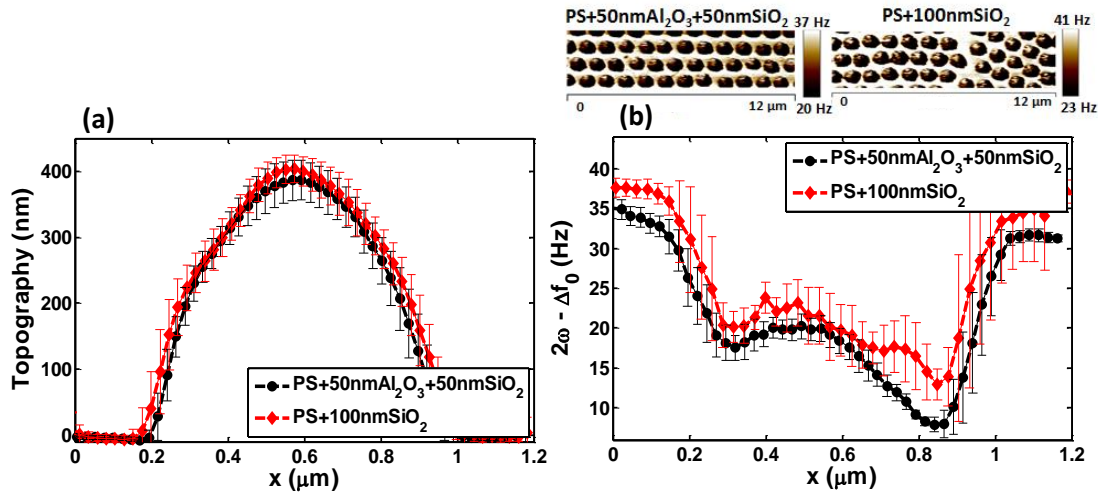 PS+50nmAl₂O₃+50nmSiO₂
37 Hz
20 Hz
0
12 µm
PS+100nmSiO₂
41 Hz
23 Hz
0
12 µm
(a)
400
300
200
100
0
Topography (nm)
0
0.2
0.4
0.6
0.8
1
1.2
x (μm)
PS+50nmAl₂O₃+50nmSiO₂
PS+100nmSiO₂
(b)
40
35
30
25
20
15
10
2ω - Δf₀ (Hz)
0
0.2
0.4
0.6
0.8
1.0
1.2
x (μm)
PS+50nmAl₂O₃+50nmSiO₂
PS+100nmSiO₂